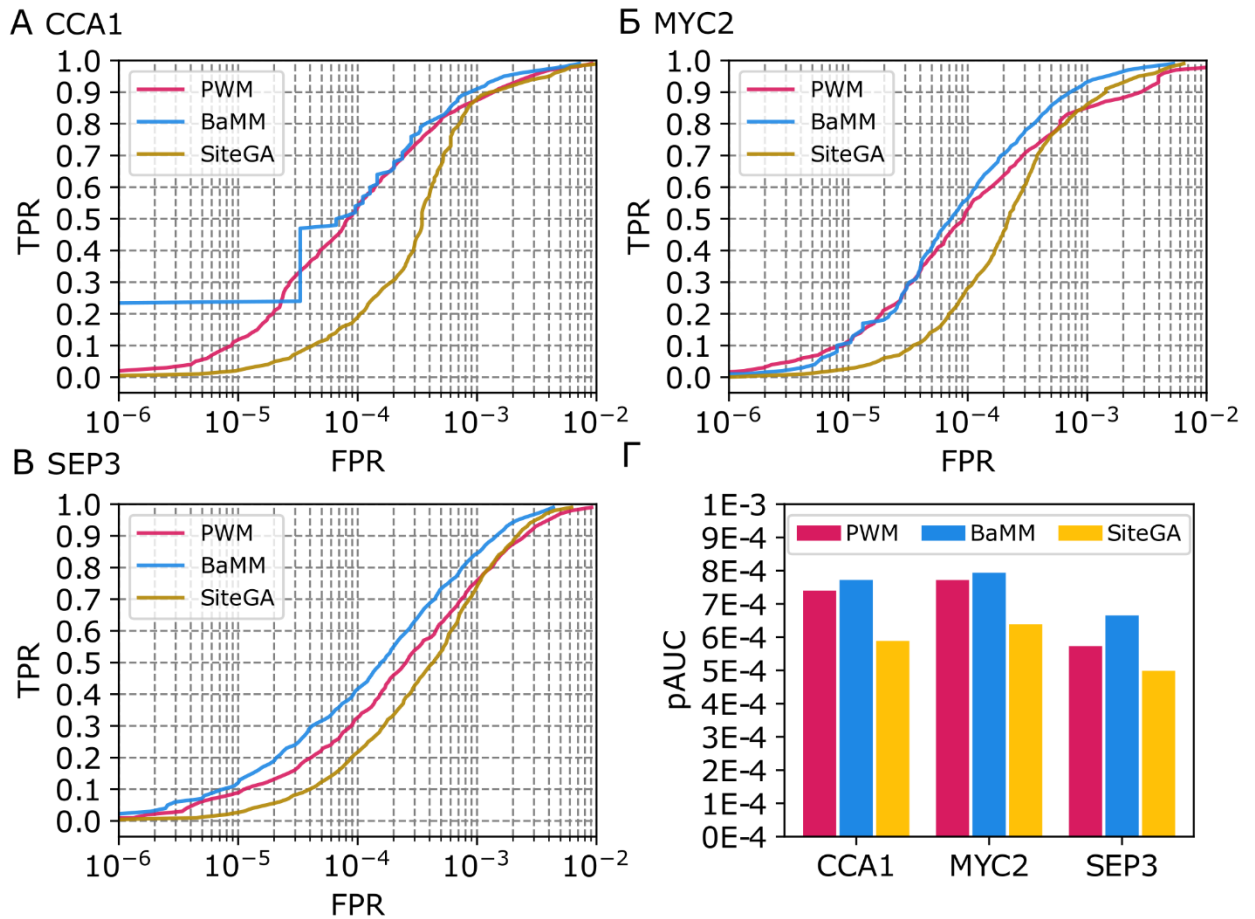 А CCA1
1.0
0.9
0.8
0.7
0.6
0.5
0.4
0.3
0.2
0.1
0.0
TPR
PWM
BaMM
SiteGA
10⁻⁶ 10⁻⁵ 10⁻⁴ 10⁻³ 10⁻²
FPR
Б MYC2
1.0
0.9
0.8
0.7
0.6
0.5
0.4
0.3
0.2
0.1
0.0
TPR
PWM
BaMM
SiteGA
10⁻⁶ 10⁻⁵ 10⁻⁴ 10⁻³ 10⁻²
FPR
В SEP3
1.0
0.9
0.8
0.7
0.6
0.5
0.4
0.3
0.2
0.1
0.0
TPR
PWM
BaMM
SiteGA
10⁻⁶ 10⁻⁵ 10⁻⁴ 10⁻³ 10⁻²
FPR
Г
1E-3
9E-4
8E-4
7E-4
6E-4
5E-4
4E-4
3E-4
2E-4
1E-4
0E-4
pAUC
PWM BaMM SiteGA
CCA1 MYC2 SEP3